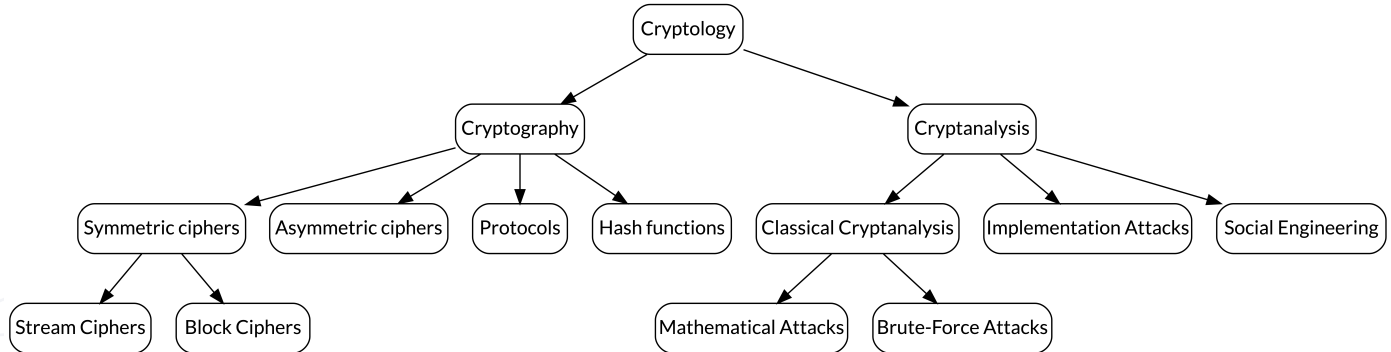 Cryptology
Cryptography
Cryptanalysis
Symmetric ciphers
Asymmetric ciphers
Protocols
Hash functions
Classical Cryptanalysis
Implementation Attacks
Social Engineering
Stream Ciphers
Block Ciphers
Mathematical Attacks
Brute-Force Attacks